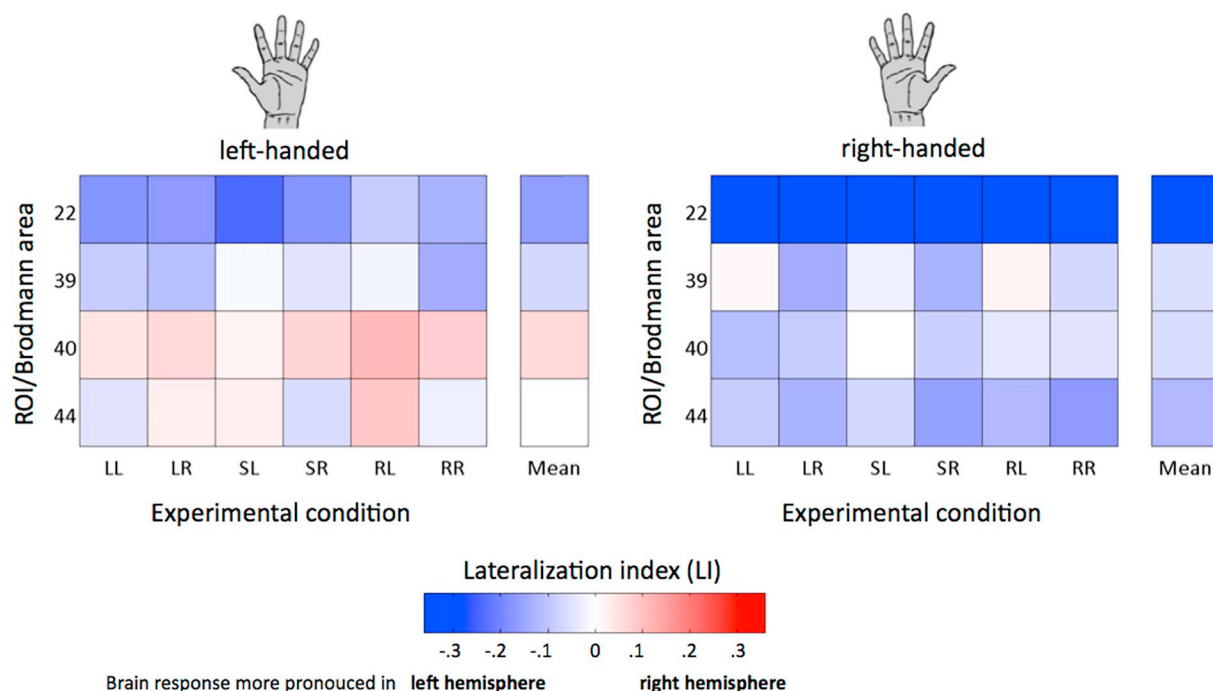 left-handed
right-handed
ROI/Brodmann area
22
39
40
44
LL LR SL SR RL RR Mean
Experimental condition
ROI/Brodmann area
22
39
40
44
LL LR SL SR RL RR Mean
Experimental condition
Lateralization index (LI)
-.3 -.2 -.1 0 .1 .2 .3
Brain response more pronouced in left hemisphere right hemisphere